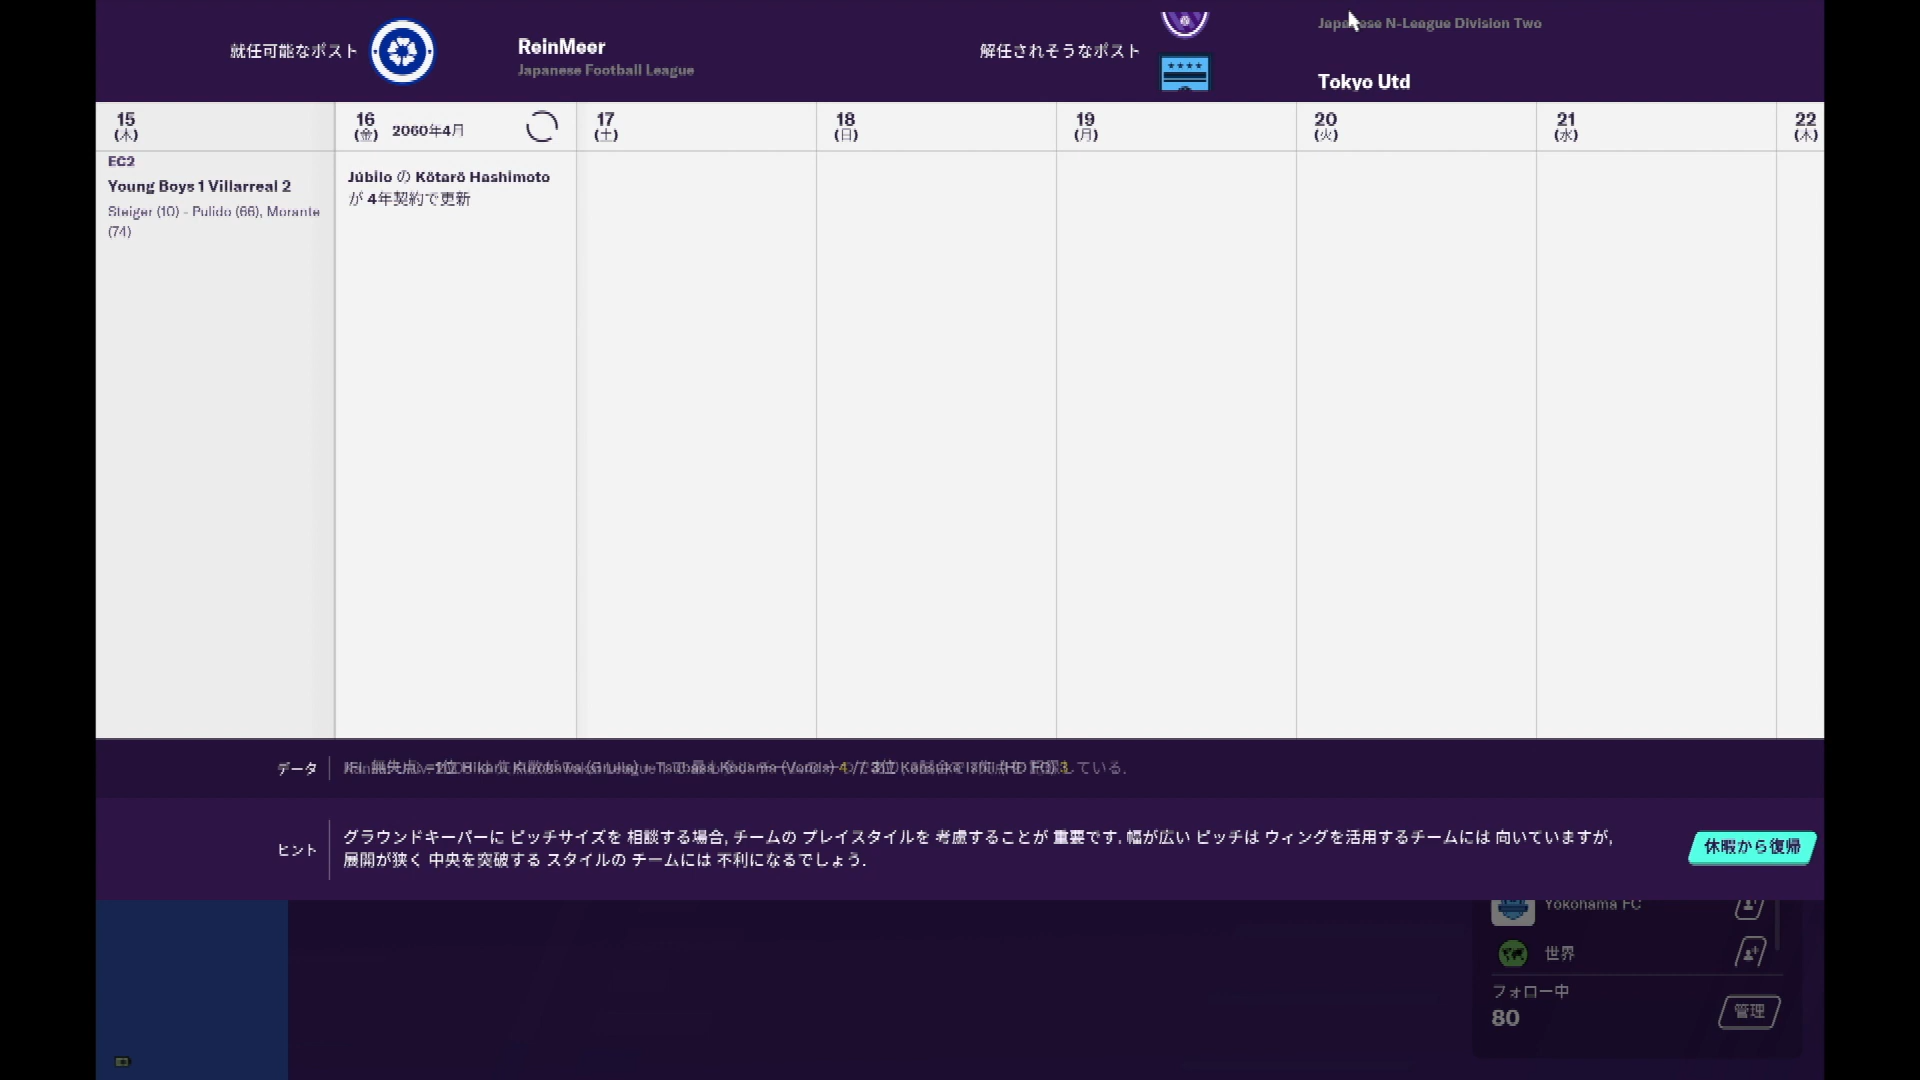 就任可能なポスト
ReinMeer
Japanese Football League
解任されそうなポスト
Japanese N-League Division Two
Tokyo Utd
15
(木)
16
(金)
2060年4月
17
(土)
18
(日)
19
(月)
20
(火)
21
(水)
22
(木)
EC2
Young Boys 1 Villarreal 2
Steiger (10) - Pulido (66), Morante
(74)
Júbilo の Kōtarō Hashimoto
が 4年契約で更新
データ
ヒント
グラウンドキーパーに ピッチサイズを 相談する場合, チームの プレイスタイルを 考慮することが 重要です. 幅が広い ピッチは ウィングを活用するチームには 向いていますが,
展開が狭く 中央を突破する スタイルの チームには 不利になるでしょう.
休暇から復帰
Yokohama FC
世界
フォロー中
80
管理